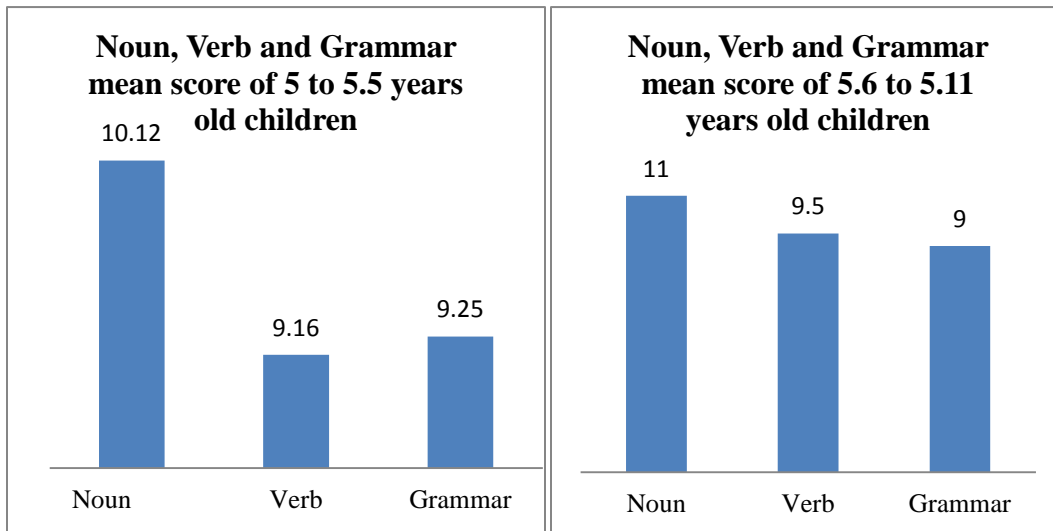 Noun, Verb and Grammar
mean score of 5 to 5.5 years
old children
10.12
9.16
9.25
Noun
Verb
Grammar
Noun, Verb and Grammar
mean score of 5.6 to 5.11
years old children
11
9.5
9
Noun
Verb
Grammar